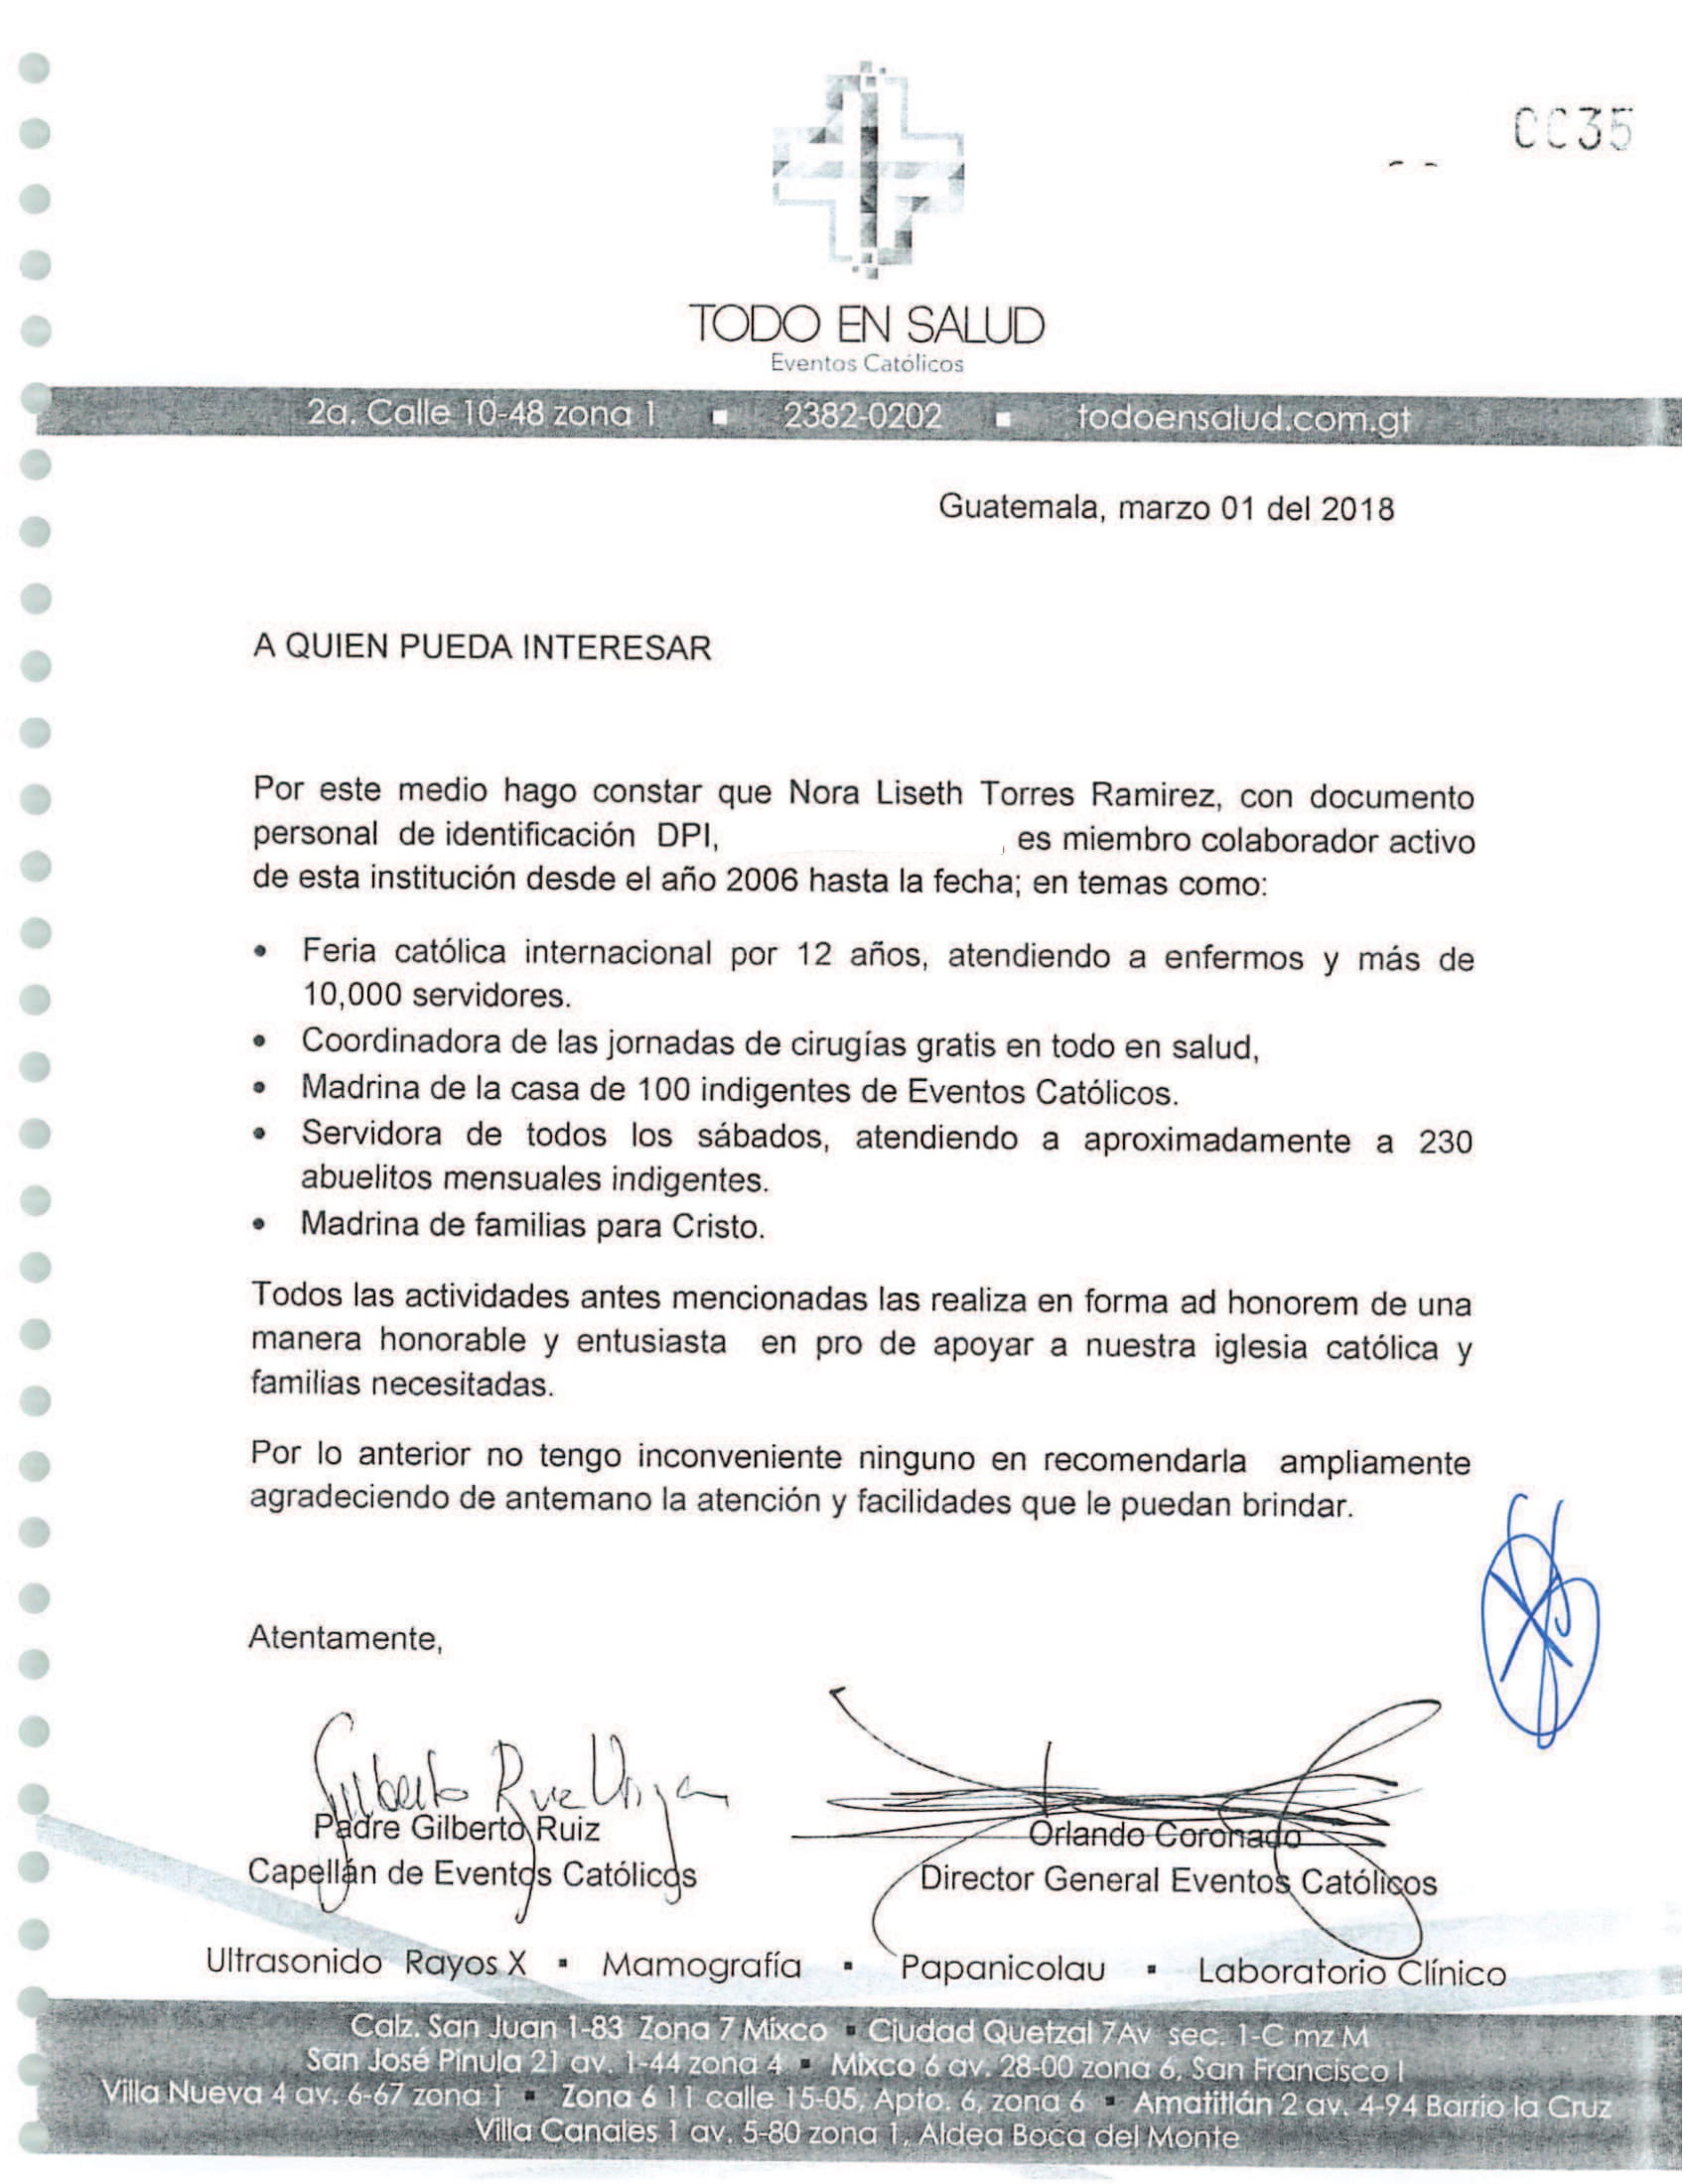 0035
TODO EN SALUD
Eventos Católicos
2a. Calle 10-48 zona 1 ▪ 2382-0202 ▪ todoensalud.com.gt
Guatemala, marzo 01 del 2018
A QUIEN PUEDA INTERESAR
Por este medio hago constar que Nora Liseth Torres Ramirez, con documento
personal de identificación DPI, , es miembro colaborador activo
de esta institución desde el año 2006 hasta la fecha; en temas como:
• Feria católica internacional por 12 años, atendiendo a enfermos y más de
10,000 servidores.
• Coordinadora de las jornadas de cirugías gratis en todo en salud,
• Madrina de la casa de 100 indigentes de Eventos Católicos.
• Servidora de todos los sábados, atendiendo a aproximadamente a 230
abuelitos mensuales indigentes.
• Madrina de familias para Cristo.
Todos las actividades antes mencionadas las realiza en forma ad honorem de una
manera honorable y entusiasta en pro de apoyar a nuestra iglesia católica y
familias necesitadas.
Por lo anterior no tengo inconveniente ninguno en recomendarla ampliamente
agradeciendo de antemano la atención y facilidades que le puedan brindar.
Atentamente,
Gilberto Ruiz
Padre Gilberto Ruiz
Capellán de Eventos Católicos
Orlando Coronado
Director General Eventos Católicos
Ultrasonido Rayos X ▪ Mamografía ▪ Papanicolau ▪ Laboratorio Clínico
Calz. San Juan 1-83 Zona 7 Mixco ▪ Ciudad Quetzal 7Av sec. 1-C mz M
San José Pinula 21 av. 1-44 zona 4 ▪ Mixco 6 av. 28-00 zona 6, San Francisco I
Villa Nueva 4 av. 6-67 zona 1 ▪ Zona 6 11 calle 15-05, Apto. 6, zona 6 ▪ Amatitlán 2 av. 4-94 Barrio la Cruz
Villa Canales 1 av. 5-80 zona 1, Aldea Boca del Monte